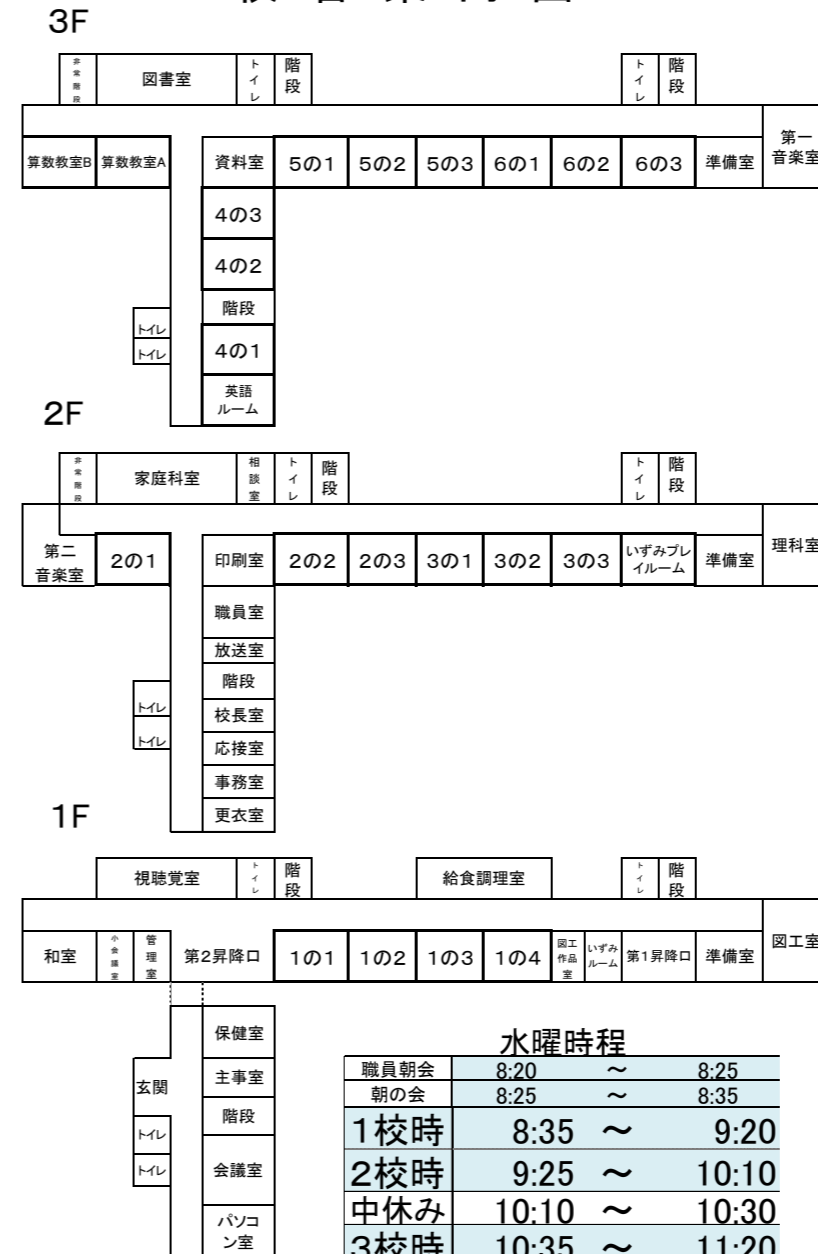 3F
非常階段 図書室 トイレ 階段 トイレ 階段
算数教室B 算数教室A 資料室 5の1 5の2 5の3 6の1 6の2 6の3 準備室 第一音楽室
4の3
4の2
階段
トイレ
トイレ
4の1
英語
ルーム
2F
非常階段 家庭科室 相談室 トイレ 階段 トイレ 階段
第二
音楽室
2の1 印刷室 2の2 2の3 3の1 3の2 3の3 いずみプレイルーム 準備室 理科室
職員室
放送室
階段
トイレ
校長室
トイレ
応接室
事務室
更衣室
1F
視聴覚室 トイレ 階段 給食調理室 トイレ 階段
和室 小会議室 管理室 第2昇降口 1の1 1の2 1の3 1の4 図工作品室 いずみルーム 第1昇降口 準備室 図工室
保健室
玄関 主事室
階段
トイレ
トイレ 会議室
パソコン室
水曜時程
職員朝会 8:20 ～ 8:25
朝の会 8:25 ～ 8:35
1校時 8:35 ～ 9:20
2校時 9:25 ～ 10:10
中休み 10:10 ～ 10:30
3校時 10:35 ～ 11:20